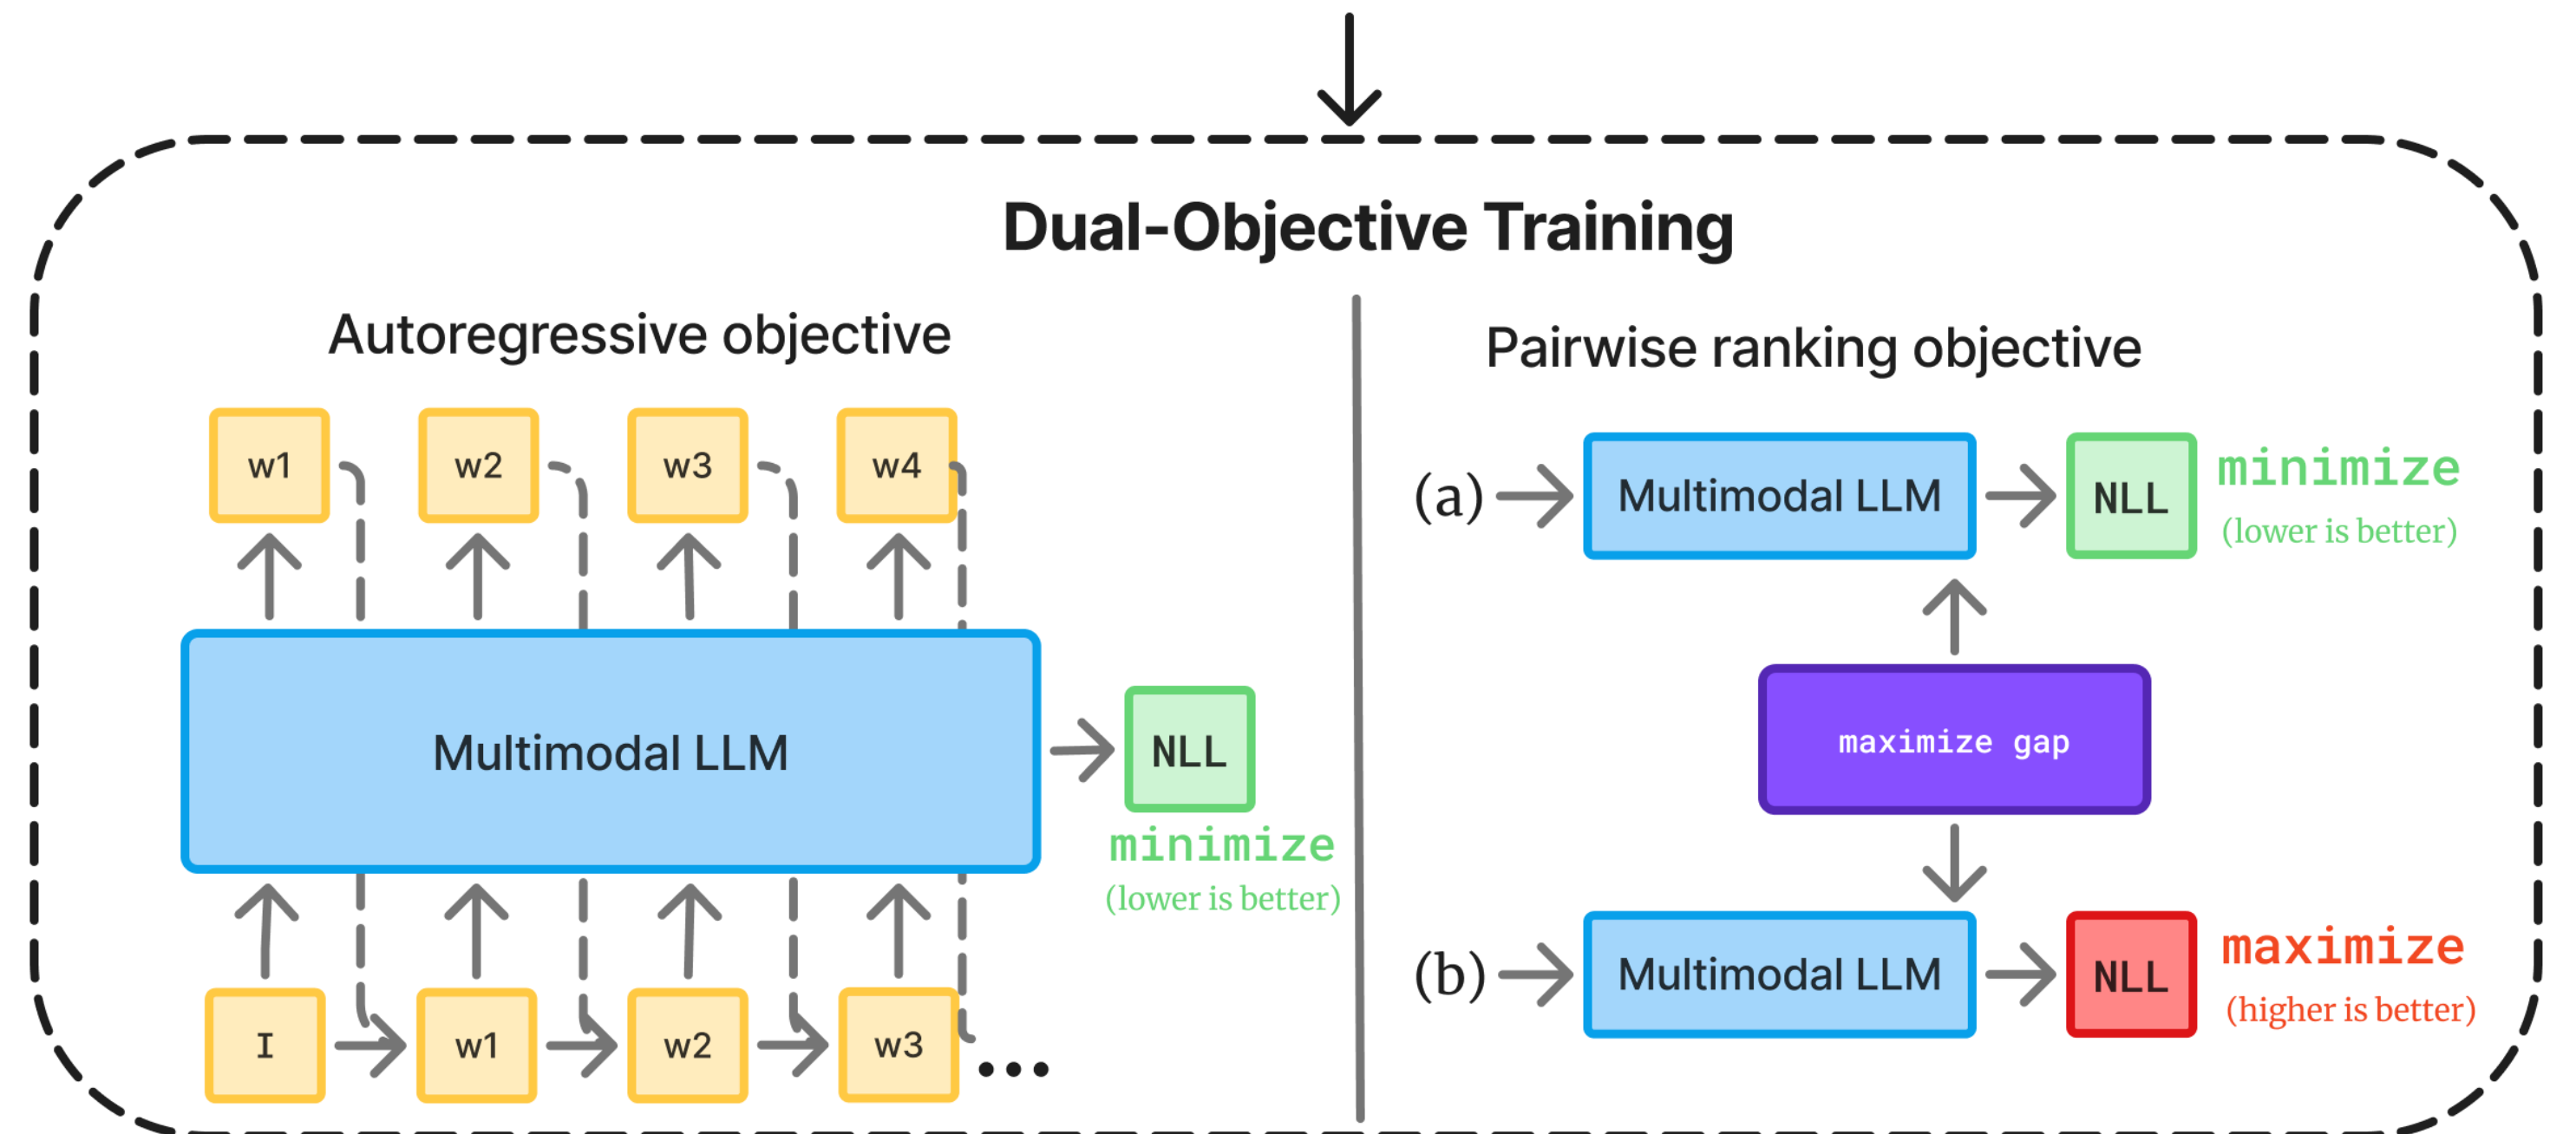 Dual-Objective Training
Autoregressive objective
w1 w2 w3 w4
Multimodal LLM
NLL
minimize
(lower is better)
I w1 w2 w3 ...
Pairwise ranking objective
(a) Multimodal LLM NLL minimize
(lower is better)
maximize gap
(b) Multimodal LLM NLL maximize
(higher is better)